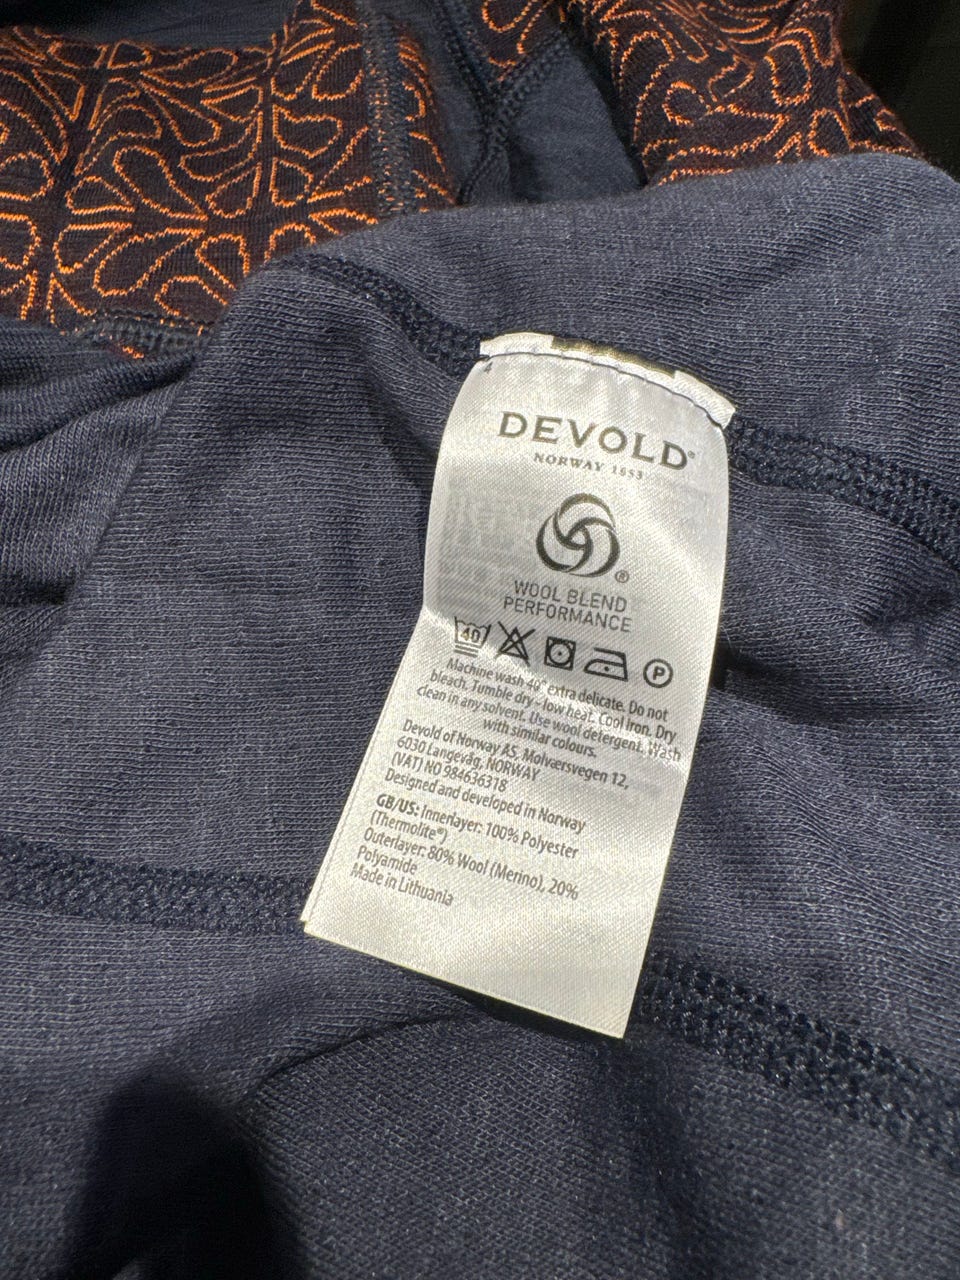 4
DEVOLD®
NORWAY 1853
®
WOOL BLEND
PERFORMANCE
40 P
Machine wash 40° extra delicate. Do not
bleach. Tumble dry - low heat. Cool iron. Dry
clean in any solvent. Use wool detergent. Wash
with similar colours.
Devold of Norway AS. Molværsvegen 12,
6030 Langevåg, NORWAY
(VAT) NO 984636318
Designed and developed in Norway
GB/US: Innerlayer: 100% Polyester
(Thermolite®)
Outerlayer: 80% Wool (Merino), 20%
Polyamide
Made in Lithuania